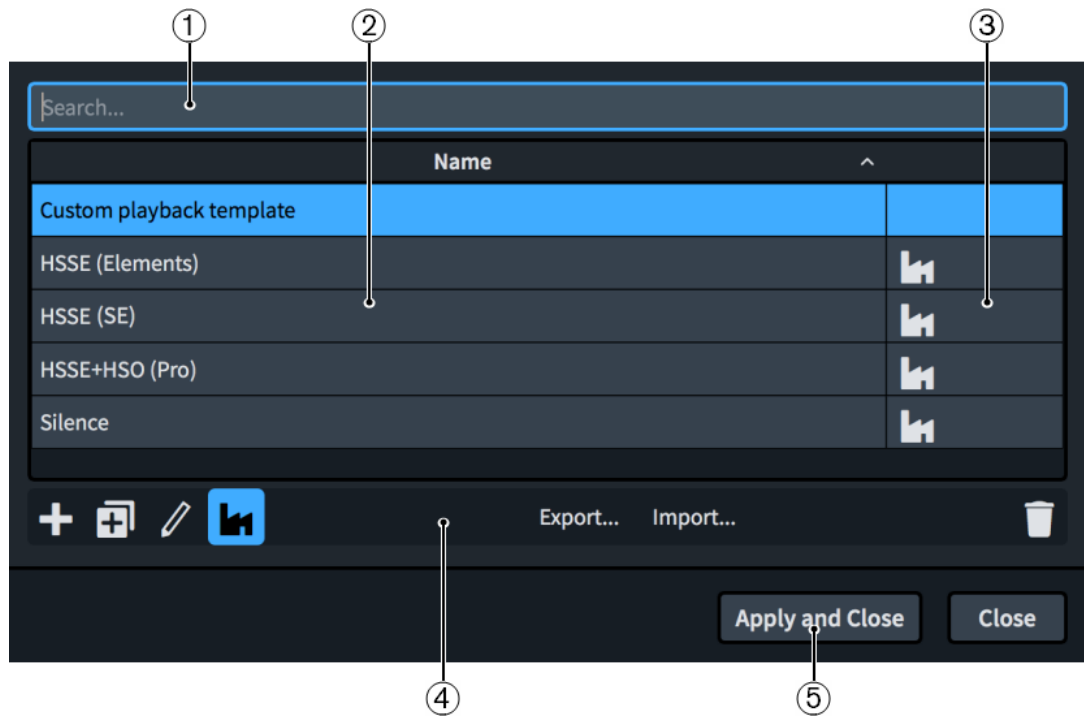 ① ② ③
Search...
Name
Custom playback template
HSSE (Elements)
HSSE (SE)
HSSE+HSO (Pro)
Silence
Export... Import...
Apply and Close Close
④ ⑤